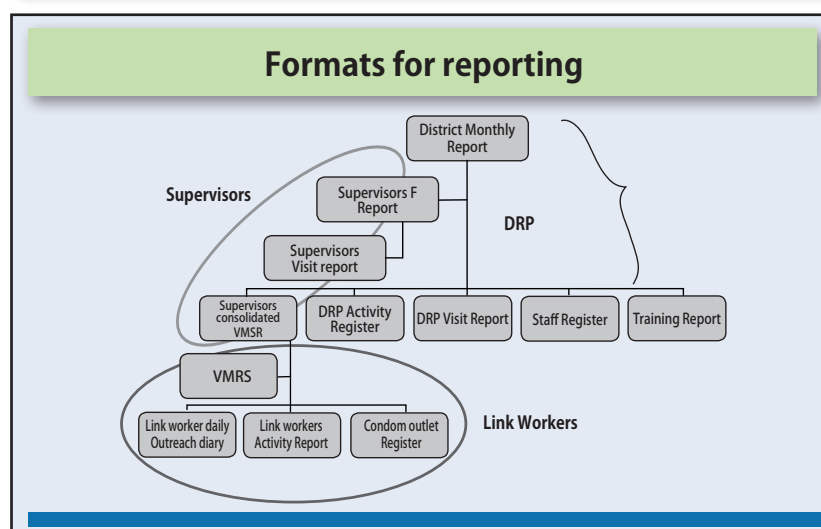 Formats for reporting
District Monthly
Report
Supervisors
Supervisors F
Report
DRP
Supervisors
Visit report
Supervisors
consolidated
VMSR
DRP Activity
Register
DRP Visit Report
Staff Register
Training Report
VMRS
Link worker daily
Outreach diary
Link workers
Activity Report
Condom outlet
Register
Link Workers